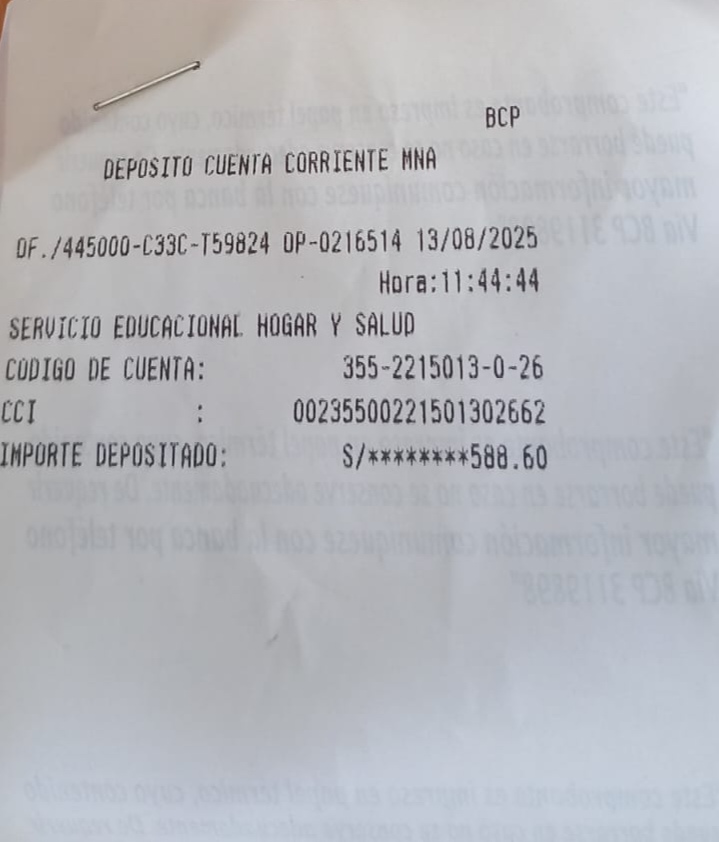 BCP
DEPOSITO CUENTA CORRIENTE MNA
OF./445000-C33C-T59824 OP-0216514 13/08/2025
Hora:11:44:44
SERVICIO EDUCACIONAL HOGAR Y SALUD
CODIGO DE CUENTA: 355-2215013-0-26
CCI : 00235500221501302662
IMPORTE DEPOSITADO: S/********588.60